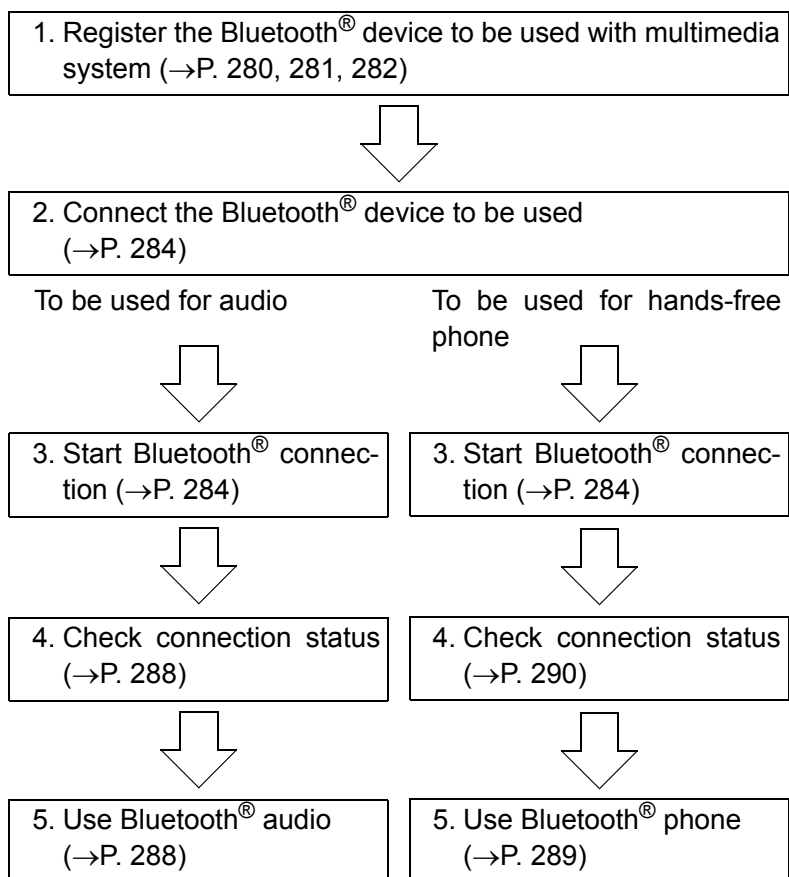 1. Register the Bluetooth® device to be used with multimedia
system (→P. 280, 281, 282)
2. Connect the Bluetooth® device to be used
(→P. 284)
To be used for audio
To be used for hands-free
phone
3. Start Bluetooth® connec-
tion (→P. 284)
3. Start Bluetooth® connec-
tion (→P. 284)
4. Check connection status
(→P. 288)
4. Check connection status
(→P. 290)
5. Use Bluetooth® audio
(→P. 288)
5. Use Bluetooth® phone
(→P. 289)